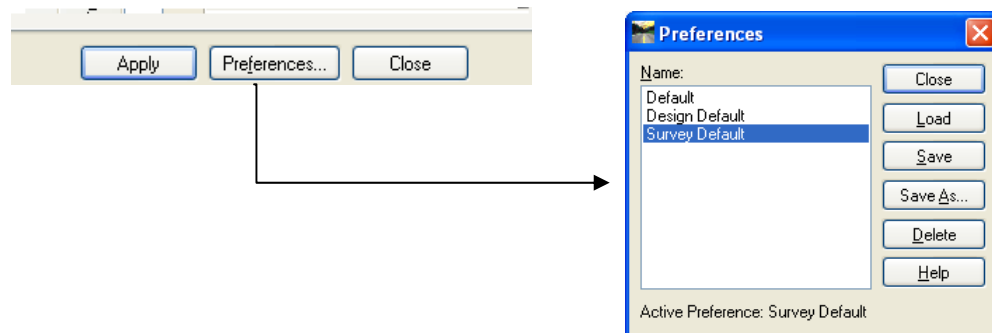 Apply Preferences... Close
Preferences
Name:
Default
Design Default
Survey Default
Close
Load
Save
Save As...
Delete
Help
Active Preference: Survey Default